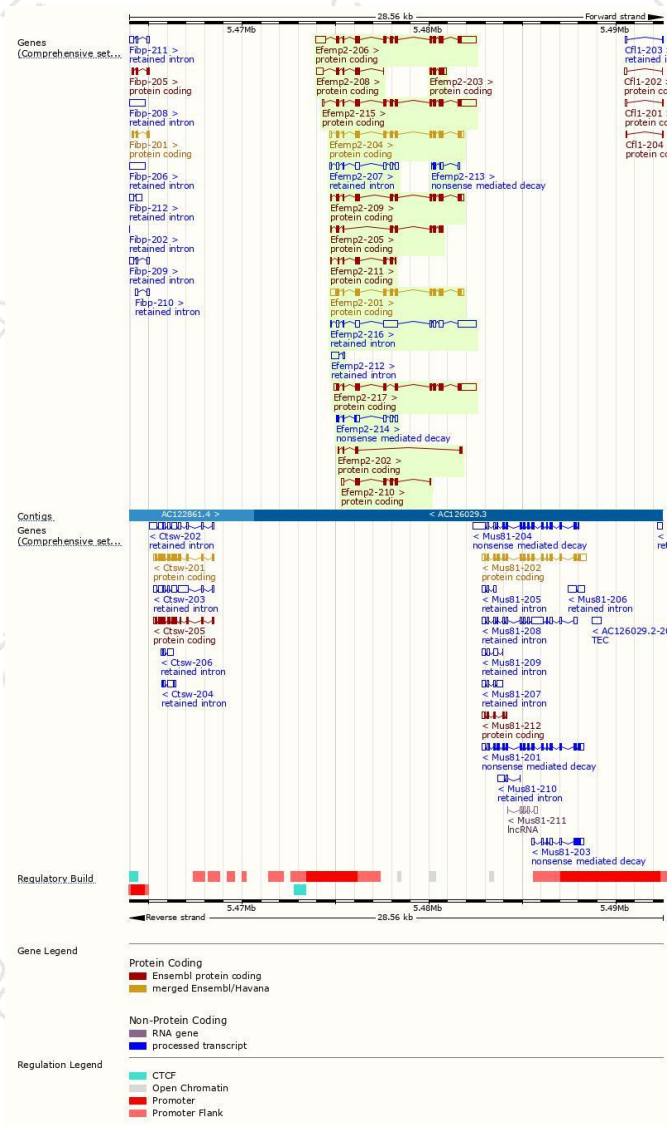 28.56 kb Forward strand
5.47Mb 5.48Mb 5.49Mb
Genes
(Comprehensive set...
Fibp-211 >
retained intron
Efemp2-206 >
protein coding
Cfl1-203 >
retained i
Fibp-205 >
protein coding
Efemp2-208 >
protein coding
Efemp2-203 >
protein coding
Cfl1-202 >
protein co
Fibp-208 >
retained intron
Efemp2-215 >
protein coding
Cfl1-201 >
protein co
Fibp-201 >
protein coding
Efemp2-204 >
protein coding
Cfl1-204 >
protein co
Fibp-206 >
retained intron
Efemp2-207 >
retained intron
Efemp2-213 >
nonsense mediated decay
Fibp-212 >
retained intron
Efemp2-209 >
protein coding
Fibp-202 >
retained intron
Efemp2-205 >
protein coding
Fibp-209 >
retained intron
Efemp2-211 >
protein coding
Fibp-210 >
retained intron
Efemp2-201 >
protein coding
Efemp2-216 >
retained intron
Efemp2-212 >
retained intron
Efemp2-217 >
protein coding
Efemp2-214 >
nonsense mediated decay
Efemp2-202 >
protein coding
Efemp2-210 >
protein coding
Contigs
AC122861.4 > < AC126029.3
Genes
(Comprehensive set...
< Ctsw-202
retained intron
< Mus81-204
nonsense mediated decay
<
re
< Ctsw-201
protein coding
< Mus81-202
protein coding
< Ctsw-203
retained intron
< Mus81-205
retained intron
< Mus81-206
retained intron
< Ctsw-205
protein coding
< Mus81-208
retained intron
< AC126029.2-20
TEC
< Ctsw-206
retained intron
< Mus81-209
retained intron
< Ctsw-204
retained intron
< Mus81-207
retained intron
< Mus81-212
protein coding
< Mus81-201
nonsense mediated decay
< Mus81-210
retained intron
< Mus81-211
lncRNA
< Mus81-203
nonsense mediated decay
Regulatory Build
5.47Mb 5.48Mb 5.49Mb
Reverse strand 28.56 kb
Gene Legend
Protein Coding
Ensembl protein coding
merged Ensembl/Havana
Non-Protein Coding
RNA gene
processed transcript
Regulation Legend
CTCF
Open Chromatin
Promoter
Promoter Flank